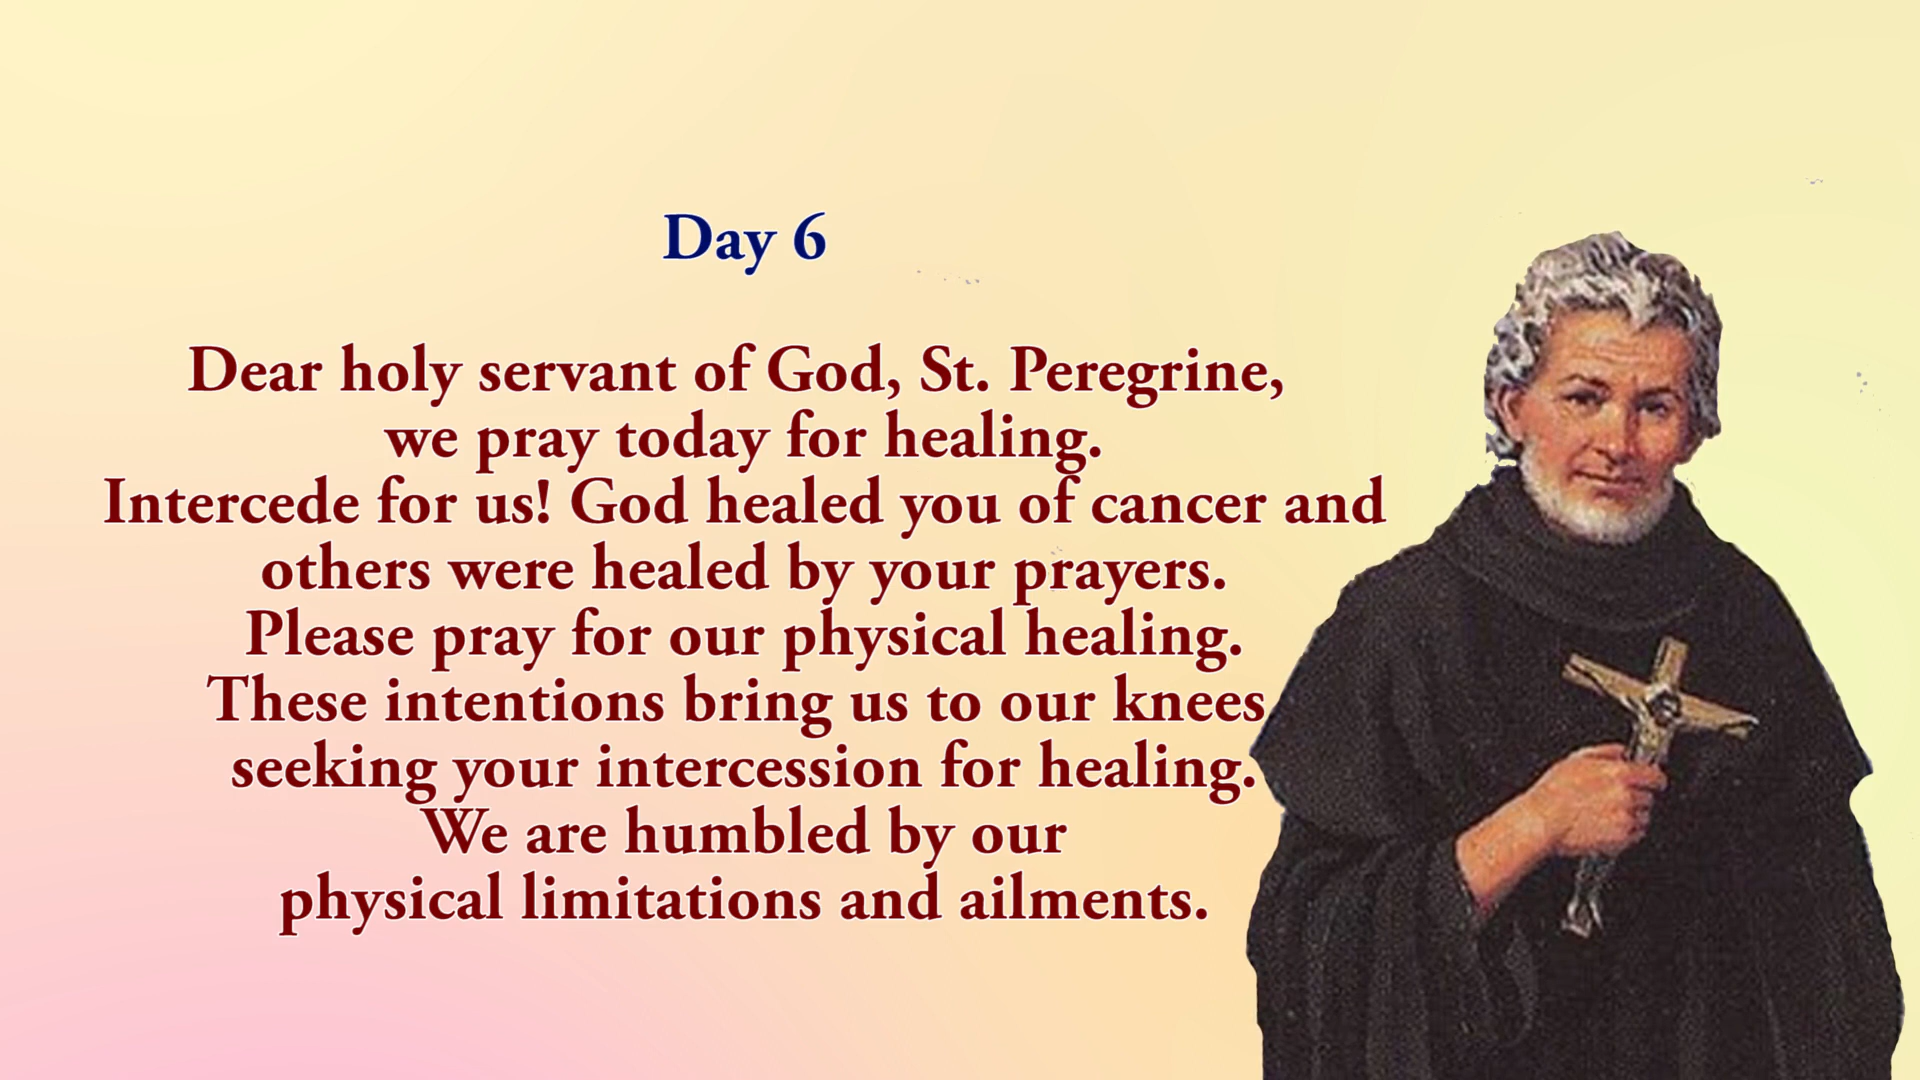 Day 6
Dear holy servant of God, St. Peregrine,
we pray today for healing.
Intercede for us! God healed you of cancer and
others were healed by your prayers.
Please pray for our physical healing.
These intentions bring us to our knees
seeking your intercession for healing.
We are humbled by our
physical limitations and ailments.